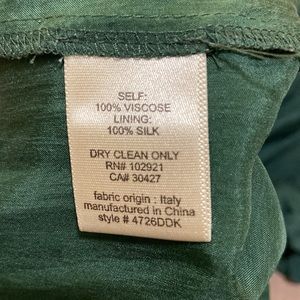 SELF:
100% VISCOSE
LINING:
100% SILK
DRY CLEAN ONLY
RN# 102921
CA# 30427
fabric origin : Italy
manufactured in China
style # 4726DDK